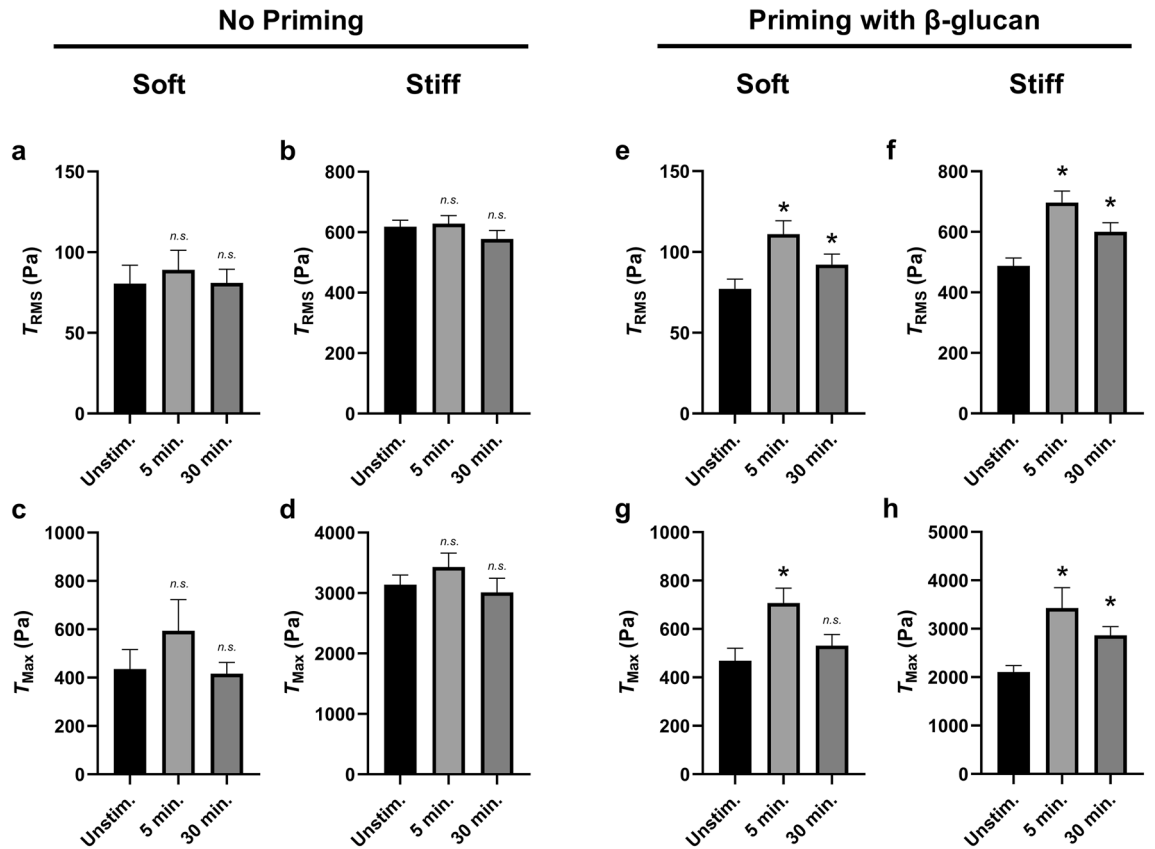 No Priming
Priming with β-glucan
Soft
Stiff
Soft
Stiff
a
150
100
50
0
T_RMS (Pa)
n.s.
n.s.
Unstim.
5 min.
30 min.
b
800
600
400
200
0
T_RMS (Pa)
n.s.
n.s.
Unstim.
5 min.
30 min.
e
150
100
50
0
T_RMS (Pa)
*
*
Unstim.
5 min.
30 min.
f
800
600
400
200
0
T_RMS (Pa)
*
*
Unstim.
5 min.
30 min.
c
1000
800
600
400
200
0
T_Max (Pa)
n.s.
n.s.
Unstim.
5 min.
30 min.
d
4000
3000
2000
1000
0
T_Max (Pa)
n.s.
n.s.
Unstim.
5 min.
30 min.
g
1000
800
600
400
200
0
T_Max (Pa)
*
n.s.
Unstim.
5 min.
30 min.
h
5000
4000
3000
2000
1000
0
T_Max (Pa)
*
*
Unstim.
5 min.
30 min.